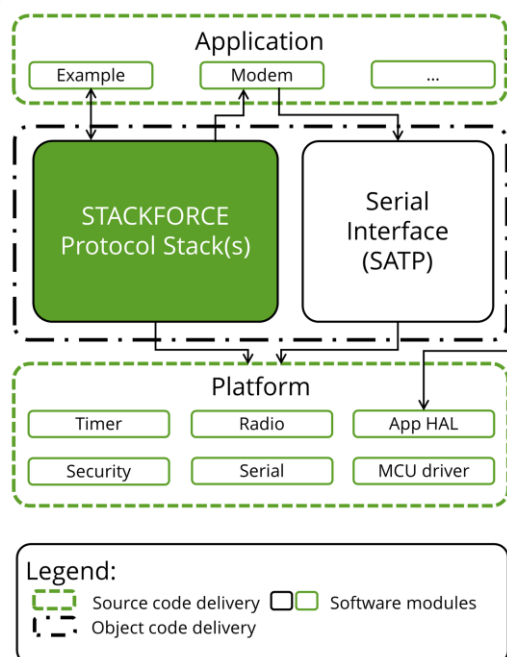 Application
Example
Modem
...
STACKFORCE
Protocol Stack(s)
Serial
Interface
(SATP)
Platform
Timer
Radio
App HAL
Security
Serial
MCU driver
Legend:
Source code delivery
Software modules
Object code delivery